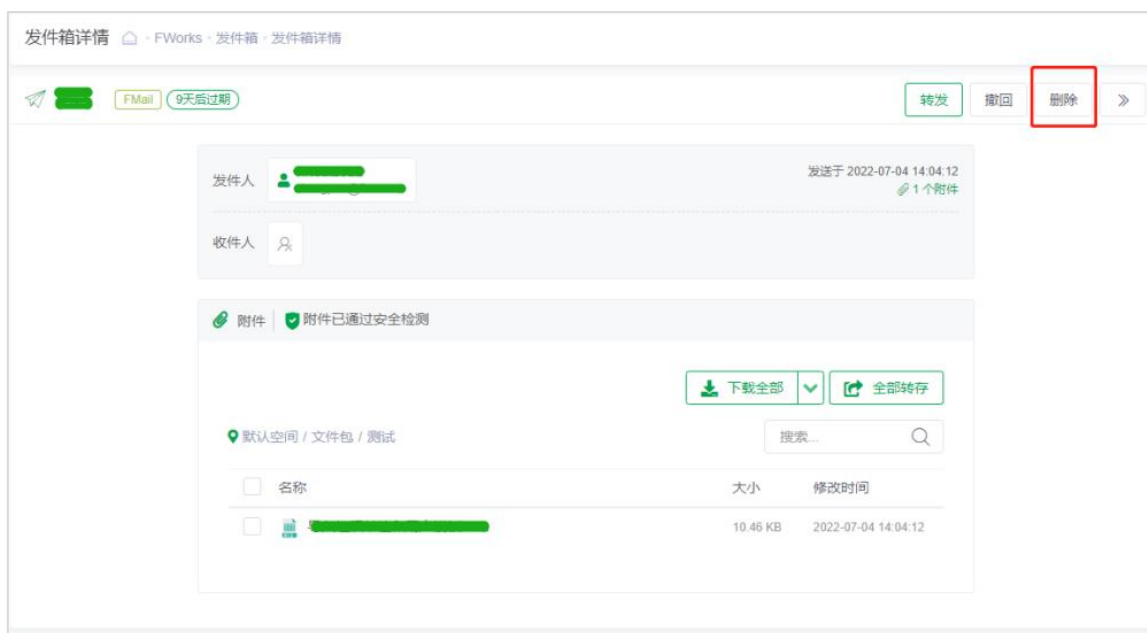 发件箱详情 - FWorks - 发件箱 - 发件箱详情
FMail 9天后过期 转发 撤回 删除
发件人 发送于 2022-07-04 14:04:12
1 个附件
收件人
附件 附件已通过安全检测
下载全部 全部转存
默认空间 / 文件包 / 测试 搜索...
名称 大小 修改时间
10.46 KB 2022-07-04 14:04:12